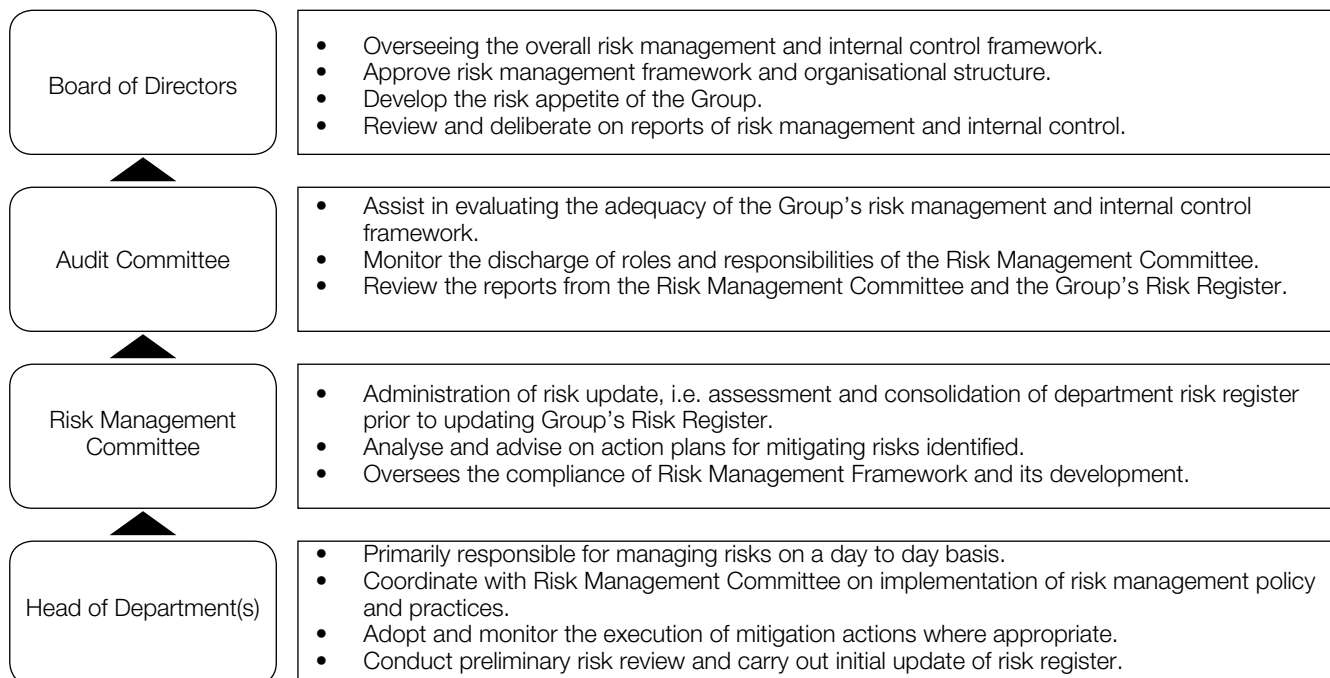 Board of Directors
• Overseeing the overall risk management and internal control framework.
• Approve risk management framework and organisational structure.
• Develop the risk appetite of the Group.
• Review and deliberate on reports of risk management and internal control.
Audit Committee
• Assist in evaluating the adequacy of the Group’s risk management and internal control
framework.
• Monitor the discharge of roles and responsibilities of the Risk Management Committee.
• Review the reports from the Risk Management Committee and the Group’s Risk Register.
Risk Management
Committee
• Administration of risk update, i.e. assessment and consolidation of department risk register
prior to updating Group’s Risk Register.
• Analyse and advise on action plans for mitigating risks identified.
• Oversees the compliance of Risk Management Framework and its development.
Head of Department(s)
• Primarily responsible for managing risks on a day to day basis.
• Coordinate with Risk Management Committee on implementation of risk management policy
and practices.
• Adopt and monitor the execution of mitigation actions where appropriate.
• Conduct preliminary risk review and carry out initial update of risk register.